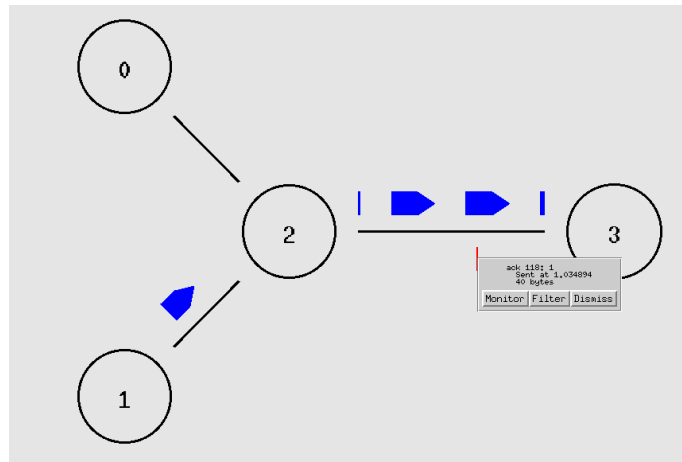 0
2
3
ack 118: 1
Sent at 1.034894
40 bytes
Monitor Filter Dismiss
1